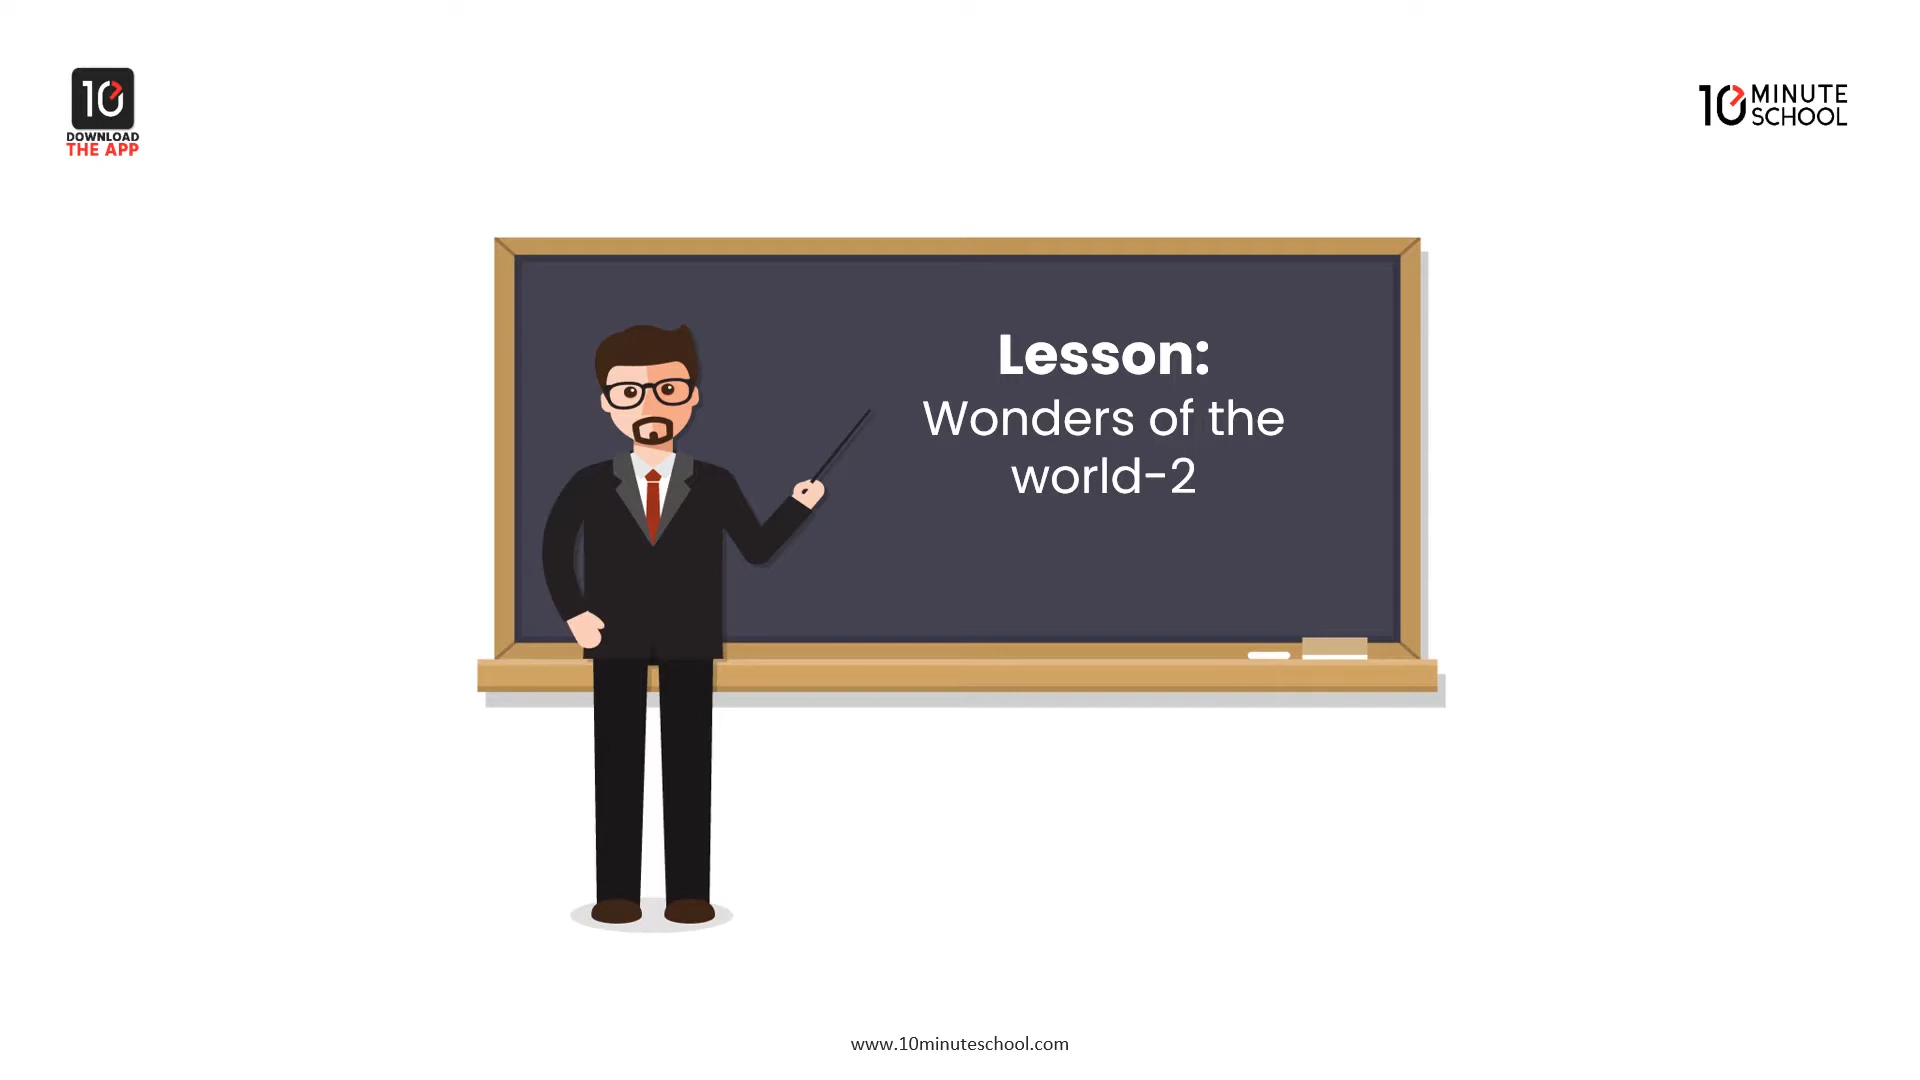 10
DOWNLOAD
THE APP
10 MINUTE
SCHOOL
Lesson:
Wonders of the
world-2
www.10minuteschool.com